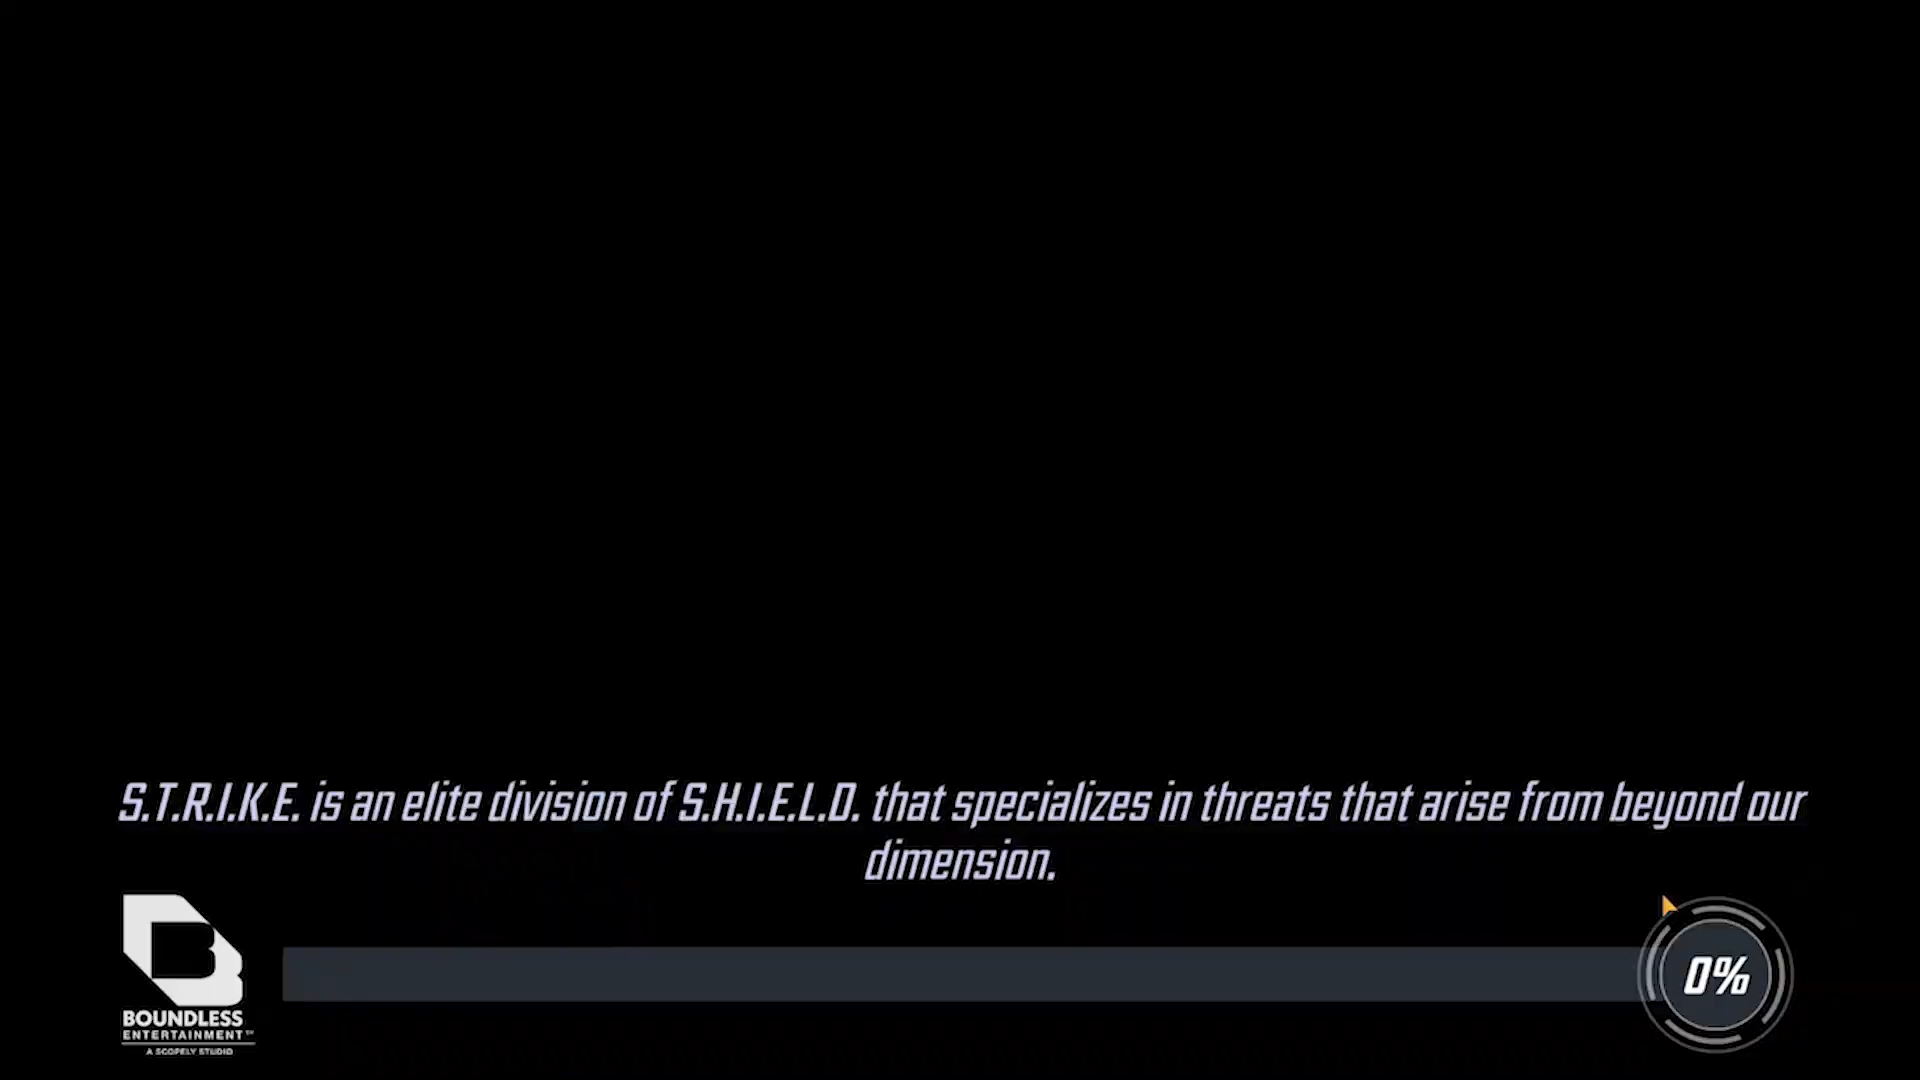 S.T.R.I.K.E. is an elite division of S.H.I.E.L.D. that specializes in threats that arise from beyond our
dimension.
0%
BOUNDLESS
ENTERTAINMENT™
A SCOPELY STUDIO